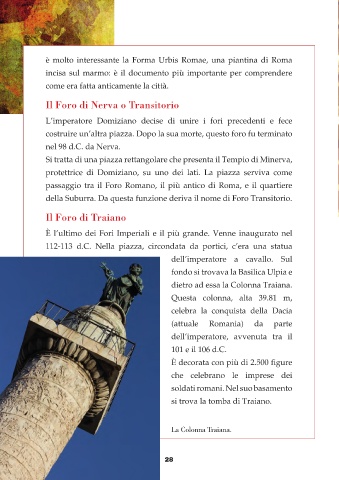 è molto interessante la Forma Urbis Romae, una piantina di Roma
incisa sul marmo: è il documento più importante per comprendere
come era fatta anticamente la città.
Il Foro di Nerva o Transitorio
L'imperatore Domiziano decise di unire i fori precedenti e fece
costruire un'altra piazza. Dopo la sua morte, questo foro fu terminato
nel 98 d.C. da Nerva.
Si tratta di una piazza rettangolare che presenta il Tempio di Minerva,
protettrice di Domiziano, su uno dei lati. La piazza serviva come
passaggio tra il Foro Romano, il più antico di Roma, e il quartiere
della Suburra. Da questa funzione deriva il nome di Foro Transitorio.
Il Foro di Traiano
È l'ultimo dei Fori Imperiali e il più grande. Venne inaugurato nel
112-113 d.C. Nella piazza, circondata da portici, c'era una statua
dell'imperatore a cavallo. Sul
fondo si trovava la Basilica Ulpia e
dietro ad essa la Colonna Traiana.
Questa colonna, alta 39.81 m,
celebra la conquista della Dacia
(attuale Romania) da parte
dell'imperatore, avvenuta tra il
101 e il 106 d.C.
È decorata con più di 2.500 figure
che celebrano le imprese dei
soldati romani. Nel suo basamento
si trova la tomba di Traiano.
La Colonna Traiana.
28